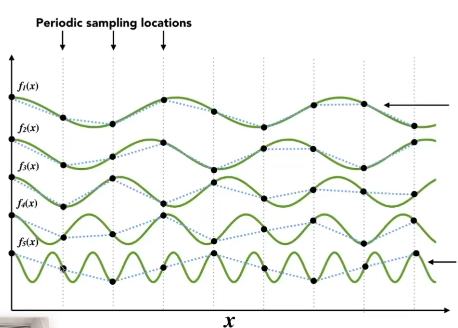 Periodic sampling locations
f₁(x)
f₂(x)
f₃(x)
f₄(x)
f₅(x)
x